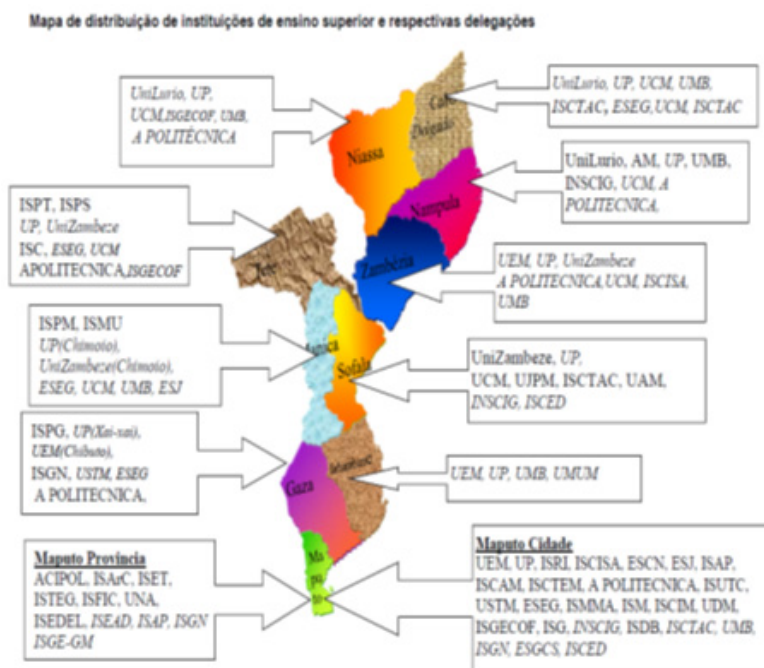 Mapa de distribuição de instituições de ensino superior e respectivas delegações
UniLurio, UP,
UCM,ISGECOF, UMB,
A POLITÉCNICA
UniLurio, UP, UCM, UMB,
ISCTAC, ESEG,UCM, ISCTAC
Cabo
Delgado
Niassa
UniLurio, AM, UP, UMB,
INSCIG, UCM, A
POLITECNICA,
Nampula
ISPT, ISPS
UP, UniZambeze
ISC, ESEG, UCM
APOLITECNICA,ISGECOF
Tete
Zambézia
UEM, UP, UniZambeze
A POLITECNICA,UCM, ISCISA,
UMB
ISPM, ISMU
UP(Chimoio),
UniZambeze(Chimoio),
ESEG, UCM, UMB, ESJ
Sofala
UniZambeze, UP,
UCM, UJPM, ISCTAC, UAM,
INSCIG, ISCED
ISPG, UP(Xai-xai),
UEM(Chibuto),
ISGN, USTM, ESEG
A POLITECNICA,
Gaza
UEM, UP, UMB, UMUM
Maputo Província
ACIPOL, ISArC, ISET,
ISTEG, ISFIC, UNA,
ISEDEL, ISEAD, ISAP, ISGN
ISGE-GM
Ma
pu
to
Maputo Cidade
UEM, UP, ISRI, ISCISA, ESCN, ESJ, ISAP,
ISCAM, ISCTEM, A POLITECNICA, ISUTC,
USTM, ESEG, ISMMA, ISM, ISCIM, UDM,
ISGECOF, ISG, INSCIG, ISDB, ISCTAC, UMB,
ISGN, ESGCS, ISCED